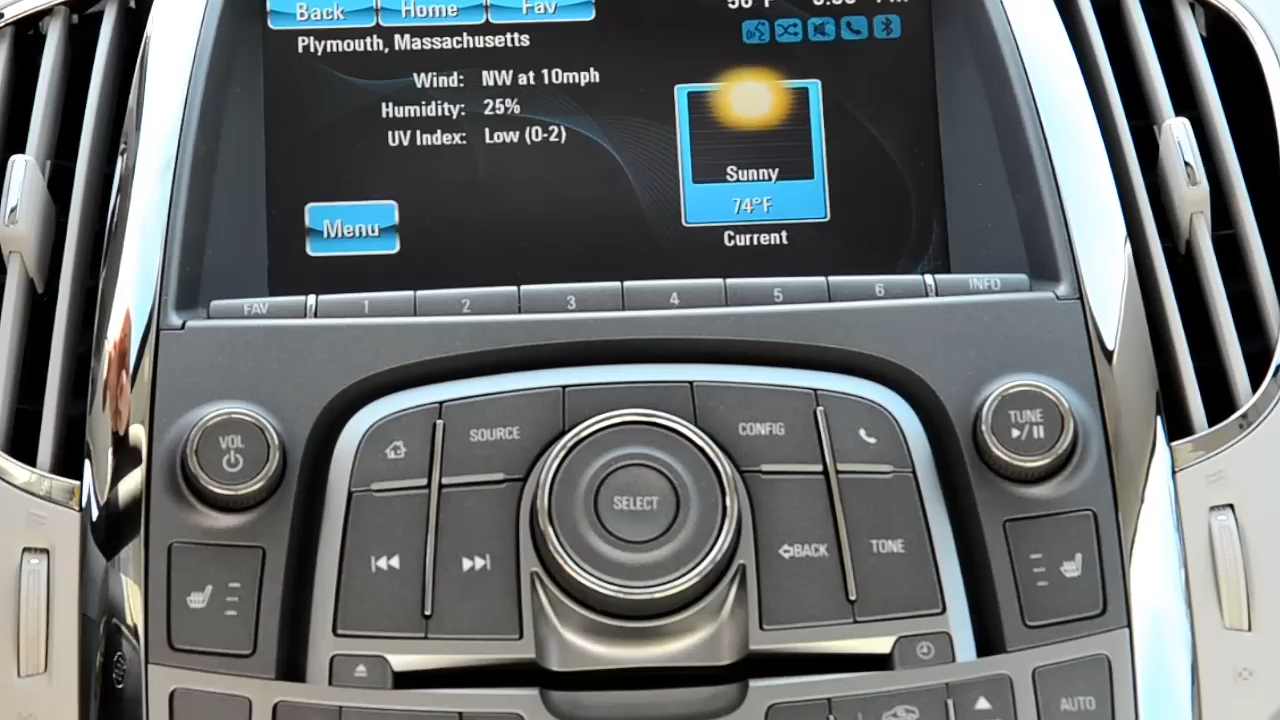 Back Home Fav
Plymouth, Massachusetts
Wind: NW at 10mph
Humidity: 25%
UV Index: Low (0-2)
Sunny
74°F
Current
Menu
FAV 1 2 3 4 5 6 INFO
VOL
SOURCE
CONFIG
TUNE
SELECT
BACK
TONE
AUTO